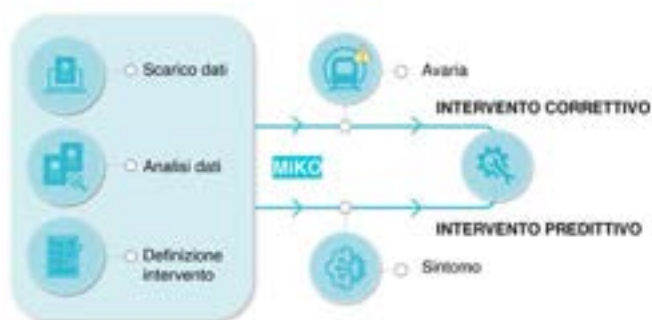 Scarico dati
Avaria
INTERVENTO CORRETTIVO
Analisi dati
MIKO
INTERVENTO PREDITTIVO
Definizione
intervento
Sintomo